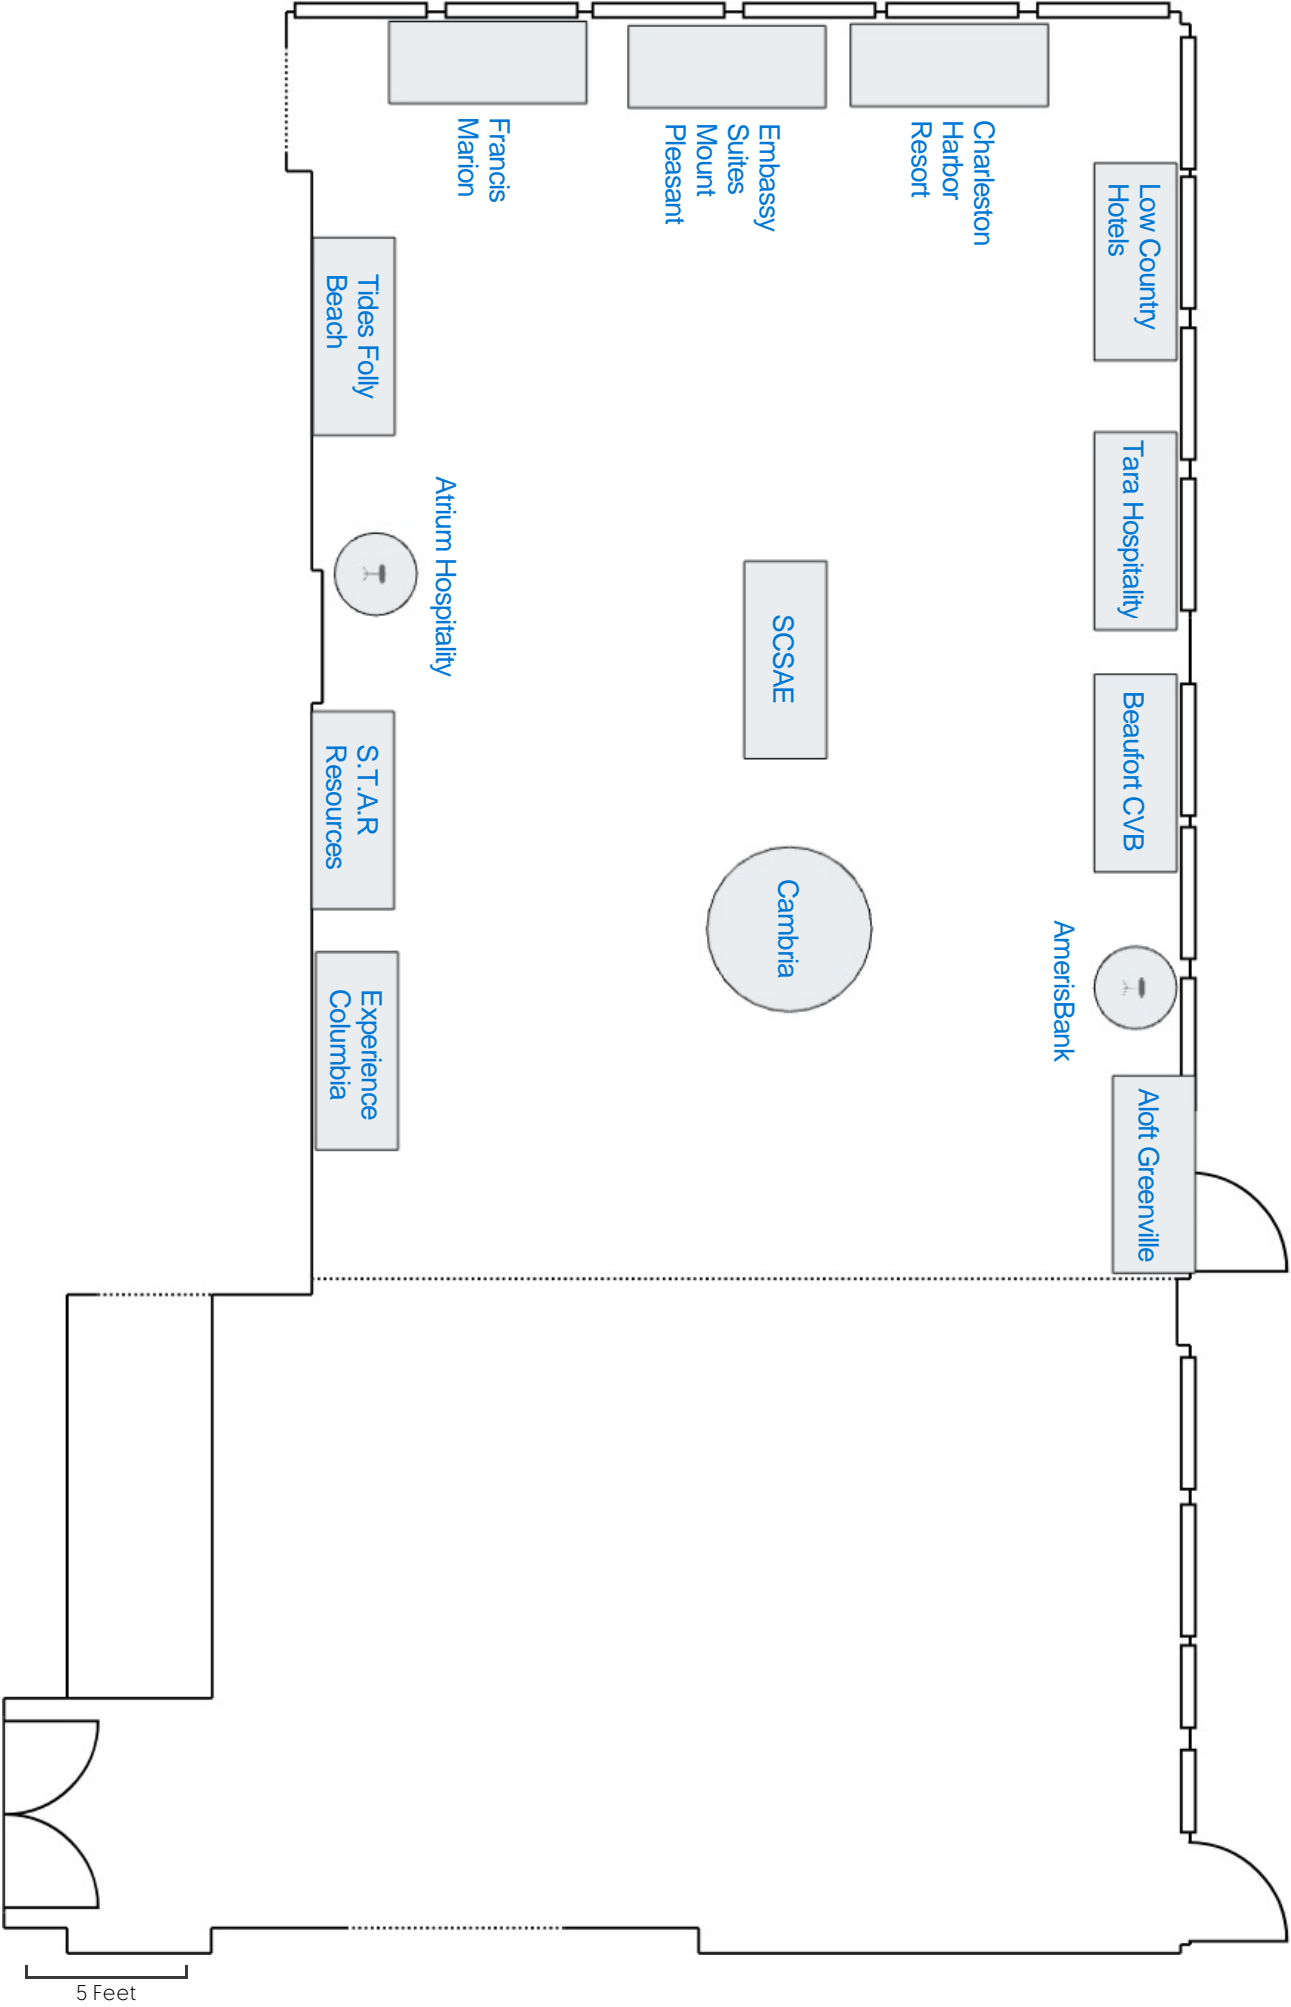 Francis
Marion
Embassy
Suites
Mount
Pleasant
Charleston
Harbor
Resort
Low Country
Hotels
Tides Folly
Beach
Tara Hospitality
Atrium Hospitality
SCSAE
Beaufort CVB
S.T.A.R
Resources
Cambria
AmerisBank
Experience
Columbia
Aloft Greenville
5 Feet